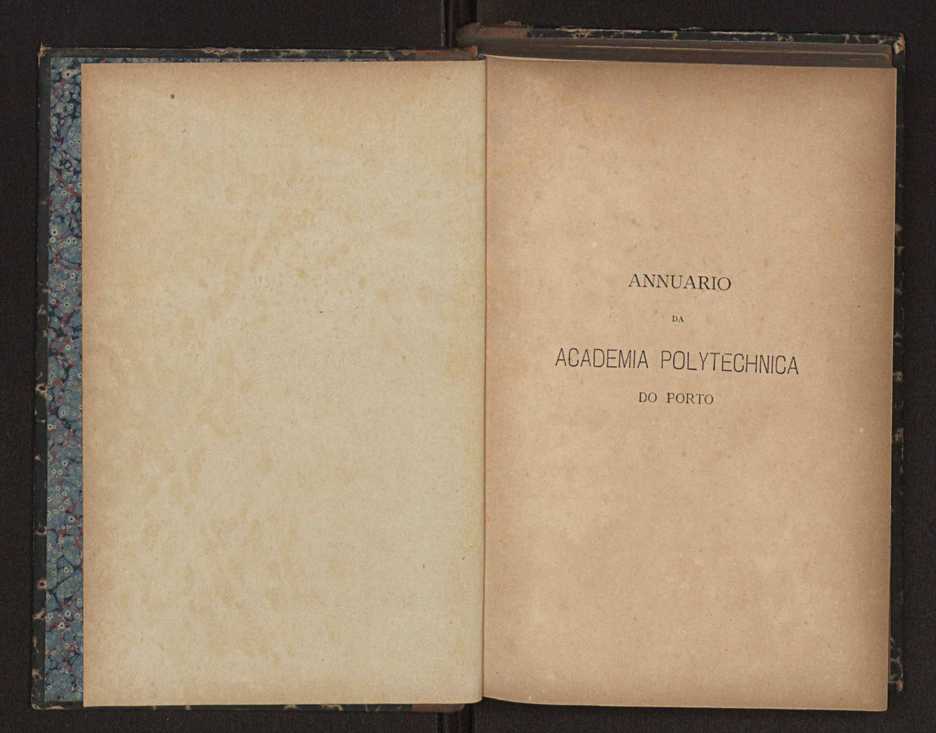 ANNUARIO
DA
ACADEMIA POLYTECHNICA
DO PORTO